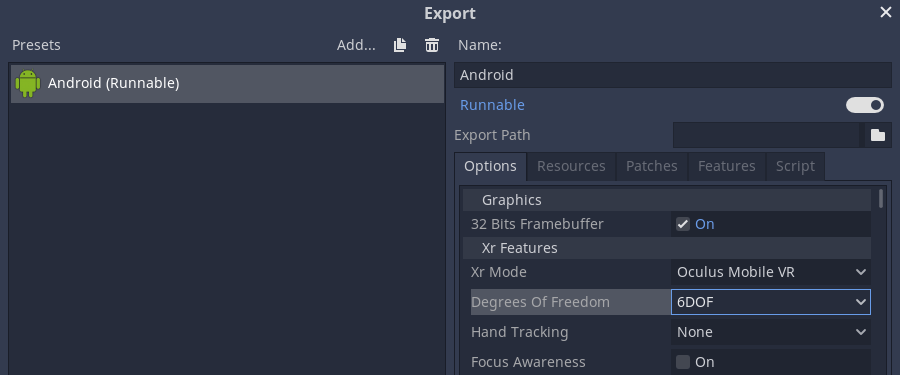 Export
Presets
Add...
Android (Runnable)
Name:
Android
Runnable
Export Path
Options Resources Patches Features Script
Graphics
32 Bits Framebuffer On
Xr Features
Xr Mode Oculus Mobile VR
Degrees Of Freedom 6DOF
Hand Tracking None
Focus Awareness On